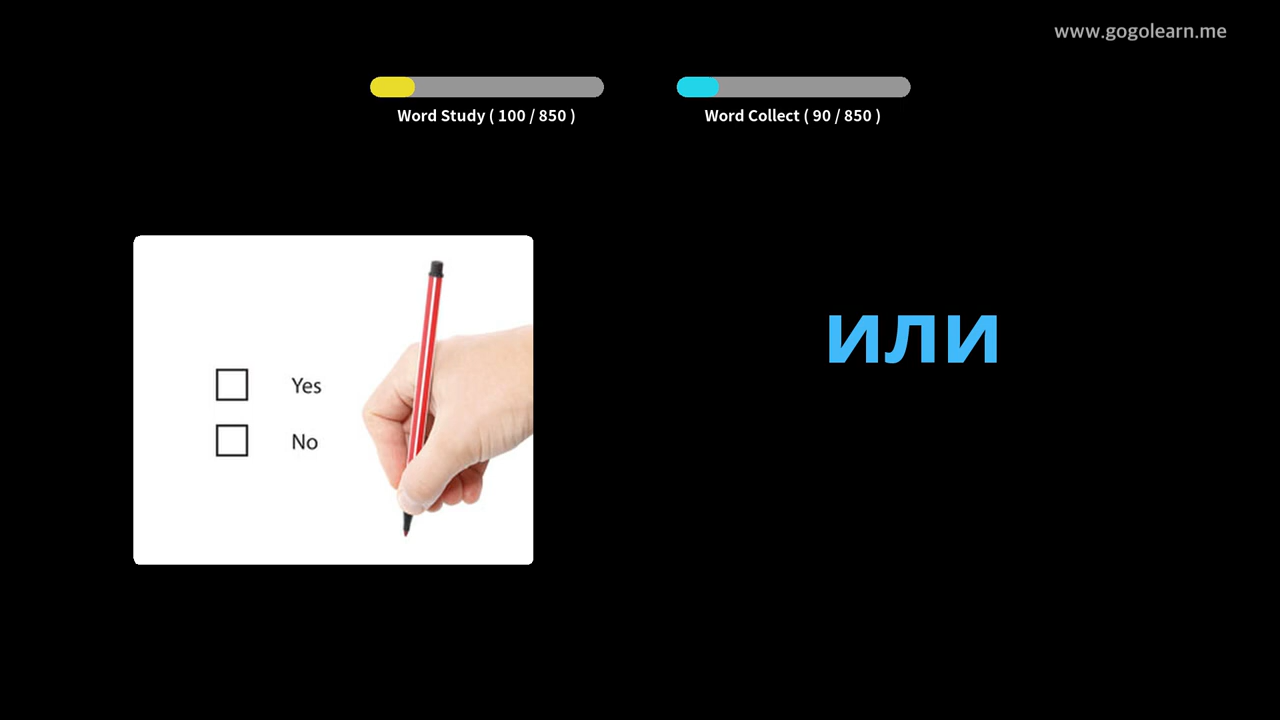 www.gogolearn.me
Word Study ( 100 / 850 )
Word Collect ( 90 / 850 )
или
Yes
No